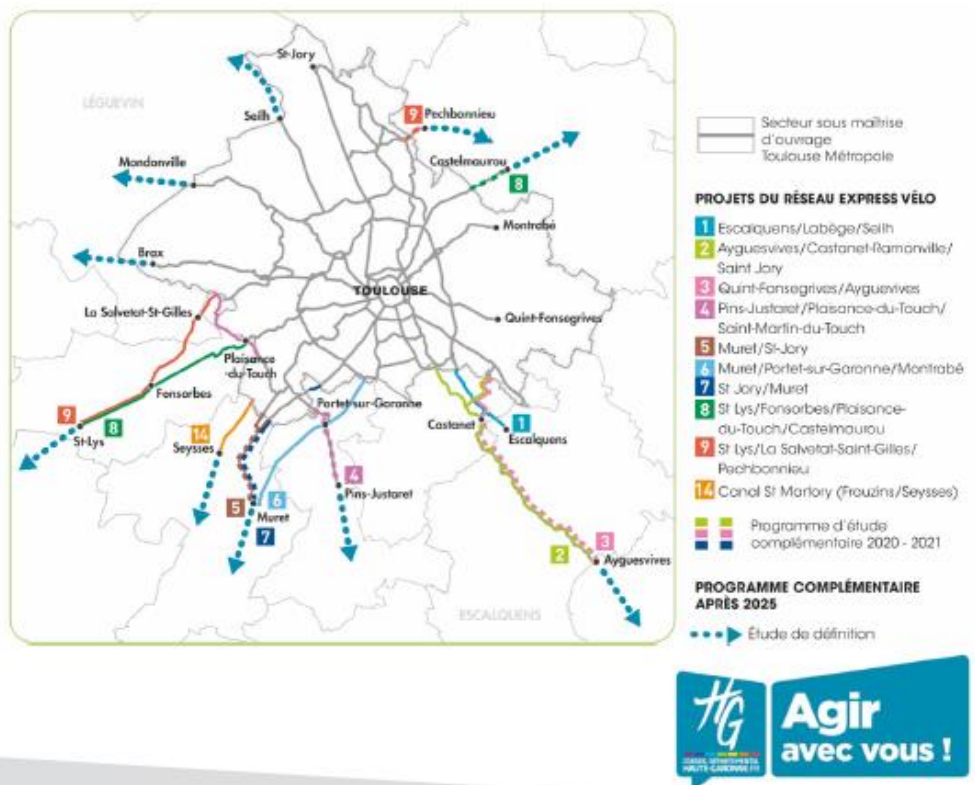 St-Jory
LÉGUEVIN
Seilh
9 Pechbonnieu
Castelmaurou
8
Mondonville
Montrabé
Brax
TOULOUSE
La Salvetat-St-Gilles
Quint-Fonsegrives
Plaisance
-du-Touch
Fonsorbes
Portet-sur-Garonne
9
8
St-Lys
14
Seysses
Castanet
1
Escalquens
4
Pins-Justaret
5
6
Muret
7
2
3
Ayguesvives
ESCALQUENS
Secteur sous maîtrise
d'ouvrage
Toulouse Métropole
PROJETS DU RÉSEAU EXPRESS VÉLO
1 Escalquens/Labège/Seilh
2 Ayguesvives/Castanet-Ramonville/
Saint Jory
3 Quint-Fonsegrives/Ayguevives
4 Pins-Justaret/Plaisance-du-Touch/
Saint-Martin-du-Touch
5 Muret/St-Jory
6 Muret/Portet-sur-Garonne/Montrabé
7 St Jory/Muret
8 St Lys/Fonsorbes/Plaisance-
du-Touch/Castelmaurou
9 St Lys/La Salvetat-Saint-Gilles/
Pechbonnieu
14 Canal St Martory (Frouzins/Seysses)
Programme d'étude
complémentaire 2020 - 2021
PROGRAMME COMPLÉMENTAIRE
APRÈS 2025
Étude de définition
HG
CONSEIL DÉPARTEMENTAL
HAUTE-GARONNE.FR
Agir
avec vous !